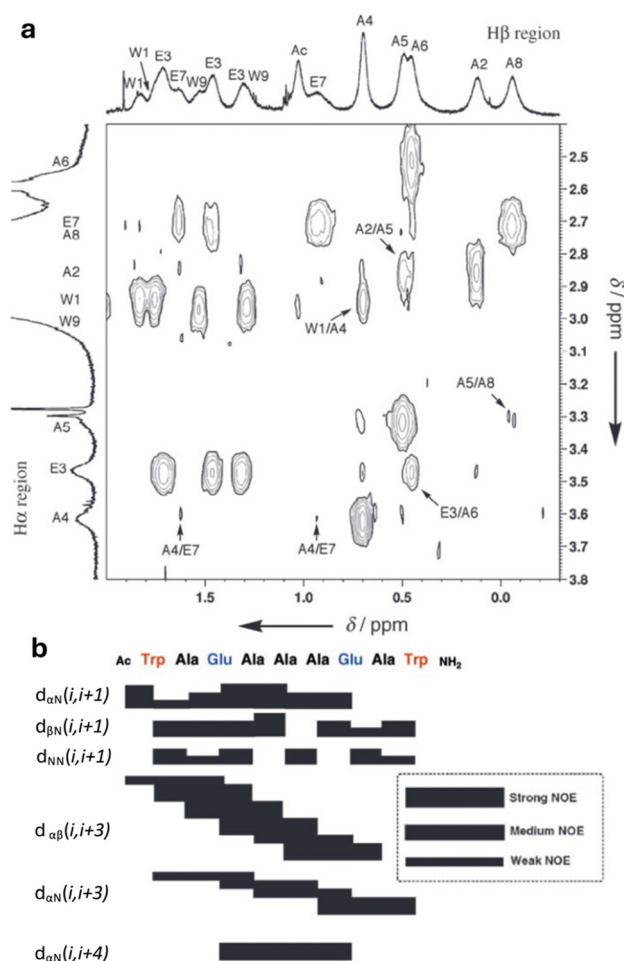 a
Hβ region
W1
W1
E3
E7
W9
E3
E3
W9
Ac
E7
A4
A5
A6
A2
A8
A6
E7
A8
A2
W1
W9
A5
E3
A4
Hα region
A2/A5
W1/A4
A5/A8
E3/A6
A4/E7
A4/E7
2.5
2.6
2.7
2.8
2.9
3.0
3.1
3.2
3.3
3.4
3.5
3.6
3.7
3.8
δ / ppm
1.5 1.0 0.5 0.0
δ / ppm
b
Ac Trp Ala Glu Ala Ala Ala Glu Ala Trp NH2
dαN(i,i+1)
dβN(i,i+1)
dNN(i,i+1)
dαβ(i,i+3)
dαN(i,i+3)
dαN(i,i+4)
Strong NOE
Medium NOE
Weak NOE